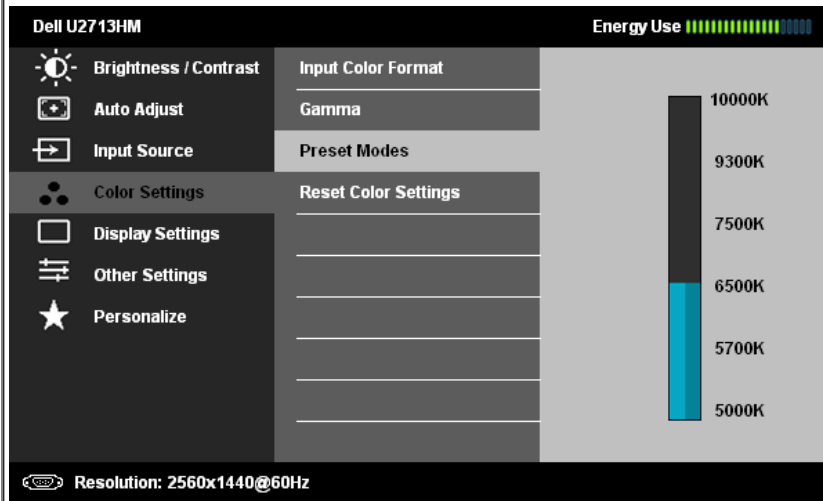 Dell U2713HM
Energy Use
Brightness / Contrast
Auto Adjust
Input Source
Color Settings
Display Settings
Other Settings
Personalize
Input Color Format
Gamma
Preset Modes
Reset Color Settings
10000K
9300K
7500K
6500K
5700K
5000K
Resolution: 2560x1440@60Hz